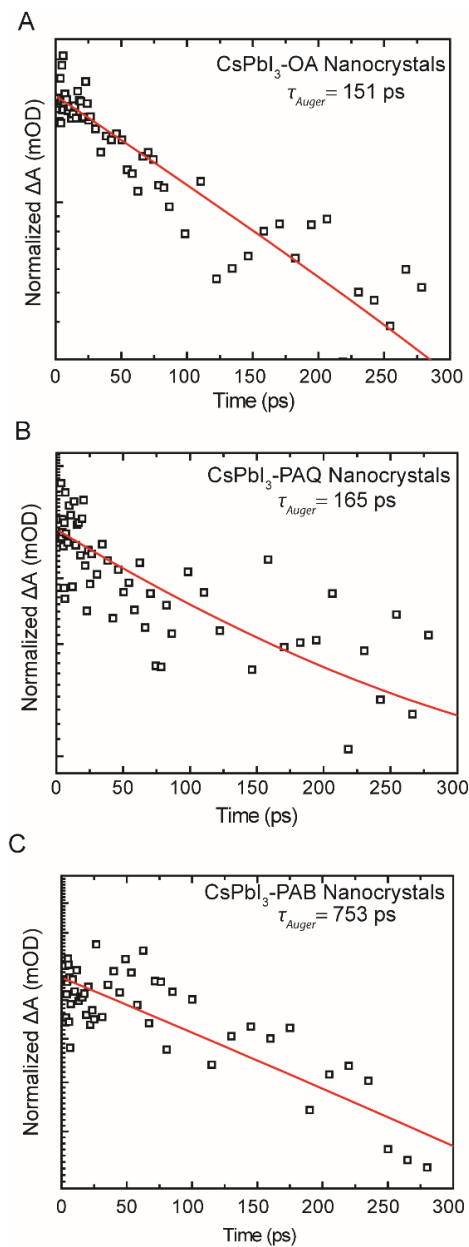 A
CsPbI₃-OA Nanocrystals
τAuger = 151 ps
Normalized ΔA (mOD)
0 50 100 150 200 250 300
Time (ps)
B
CsPbI₃-PAQ Nanocrystals
τAuger = 165 ps
Normalized ΔA (mOD)
0 50 100 150 200 250 300
Time (ps)
C
CsPbI₃-PAB Nanocrystals
τAuger = 753 ps
Normalized ΔA (mOD)
0 50 100 150 200 250 300
Time (ps)